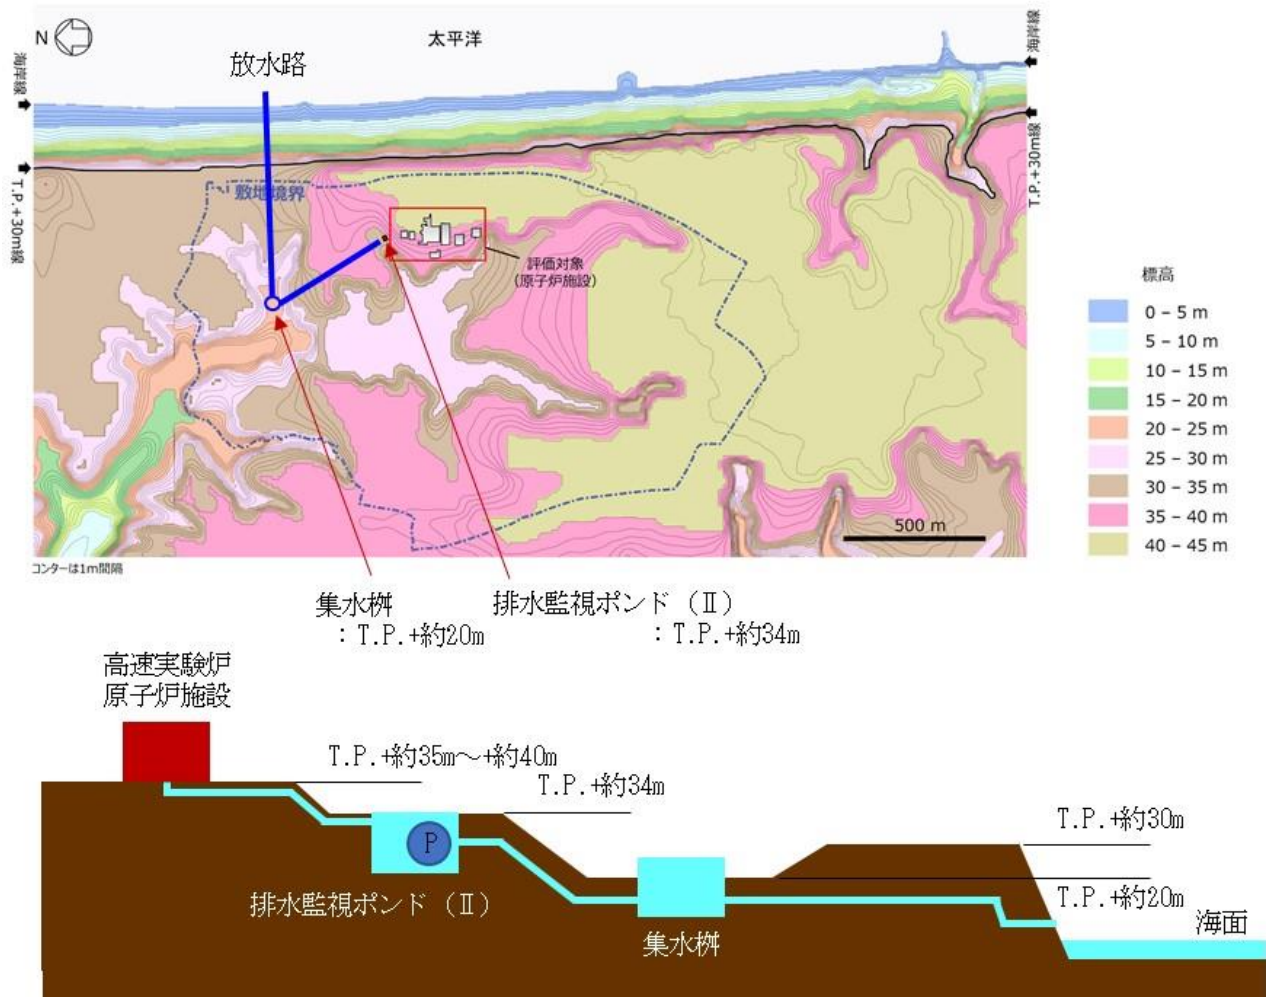 N
太平洋
海岸線
海岸線
放水路
T.P.+30m線
T.P.+30m線
敷地境界
評価対象
(原子炉施設)
500 m
コンターは1m間隔
標高
0 – 5 m
5 – 10 m
10 – 15 m
15 – 20 m
20 – 25 m
25 – 30 m
30 – 35 m
35 – 40 m
40 – 45 m
集水桝
：T.P.+約20m
排水監視ポンド（Ⅱ）
：T.P.+約34m
高速実験炉
原子炉施設
T.P.+約35m～+約40m
T.P.+約34m
T.P.+約30m
P
T.P.+約20m
排水監視ポンド（Ⅱ）
集水桝
海面